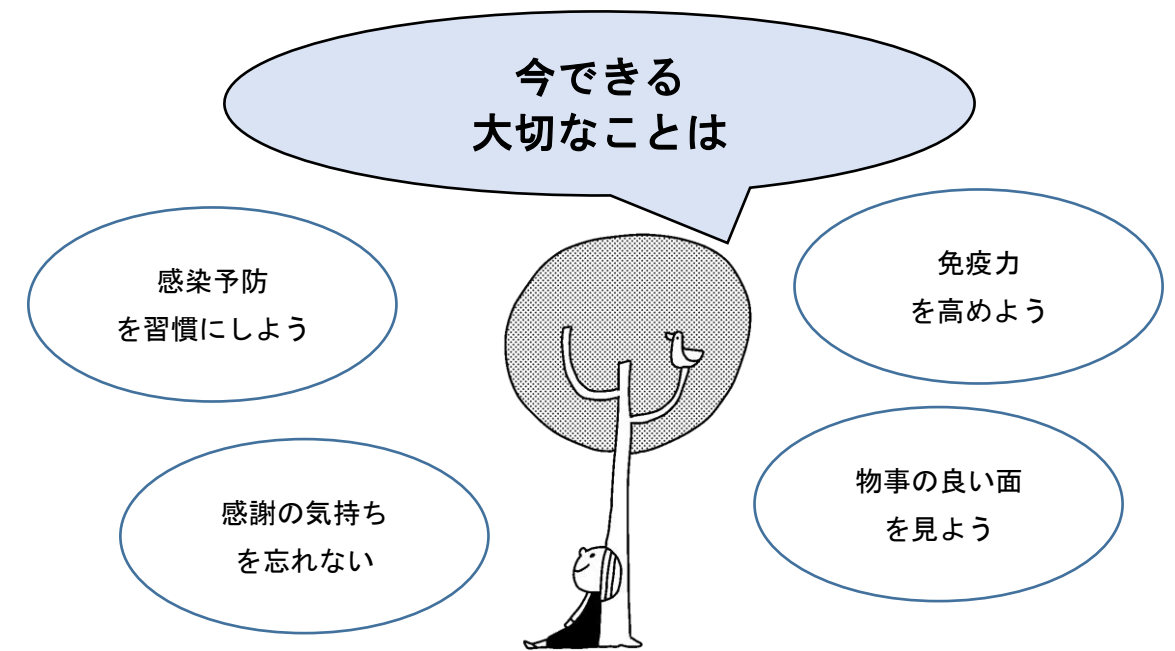 今できる
大切なことは
感染予防
を習慣にしよう
免疫力
を高めよう
感謝の気持ち
を忘れない
物事の良い面
を見よう